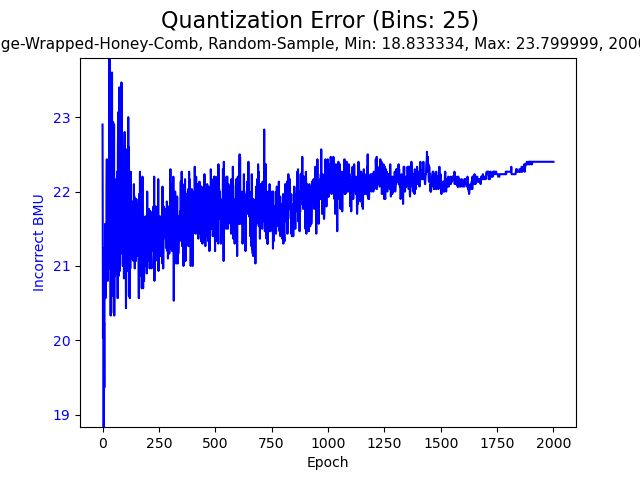 Quantization Error (Bins: 25)
ge-Wrapped-Honey-Comb, Random-Sample, Min: 18.833334, Max: 23.799999, 200
23
22
21
20
19
Incorrect BMU
0 250 500 750 1000 1250 1500 1750 2000
Epoch